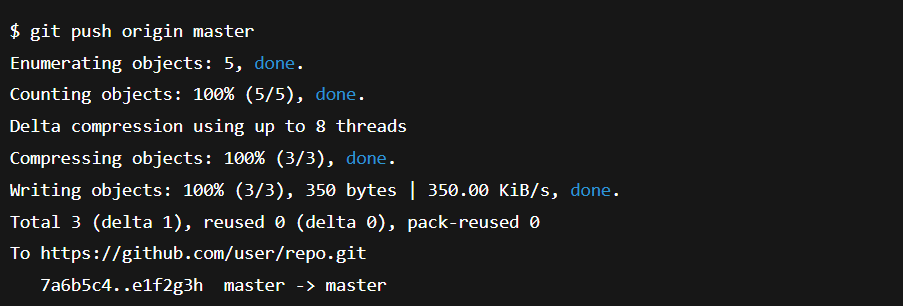 $ git push origin master
Enumerating objects: 5, done.
Counting objects: 100% (5/5), done.
Delta compression using up to 8 threads
Compressing objects: 100% (3/3), done.
Writing objects: 100% (3/3), 350 bytes | 350.00 KiB/s, done.
Total 3 (delta 1), reused 0 (delta 0), pack-reused 0
To https://github.com/user/repo.git
   7a6b5c4..e1f2g3h  master -> master